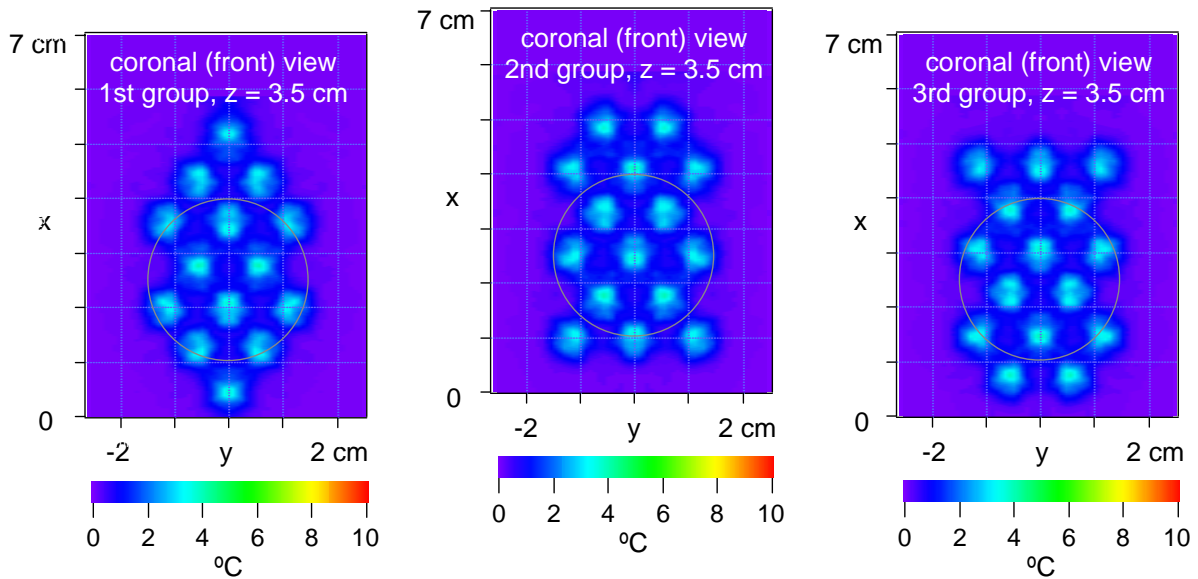 7 cm
coronal (front) view
1st group, z = 3.5 cm
x
0
-2
y
2 cm
0 2 4 6 8 10
ºC
7 cm
coronal (front) view
2nd group, z = 3.5 cm
x
0
-2
y
2 cm
0 2 4 6 8 10
ºC
7 cm
coronal (front) view
3rd group, z = 3.5 cm
x
0
-2
y
2 cm
0 2 4 6 8 10
ºC